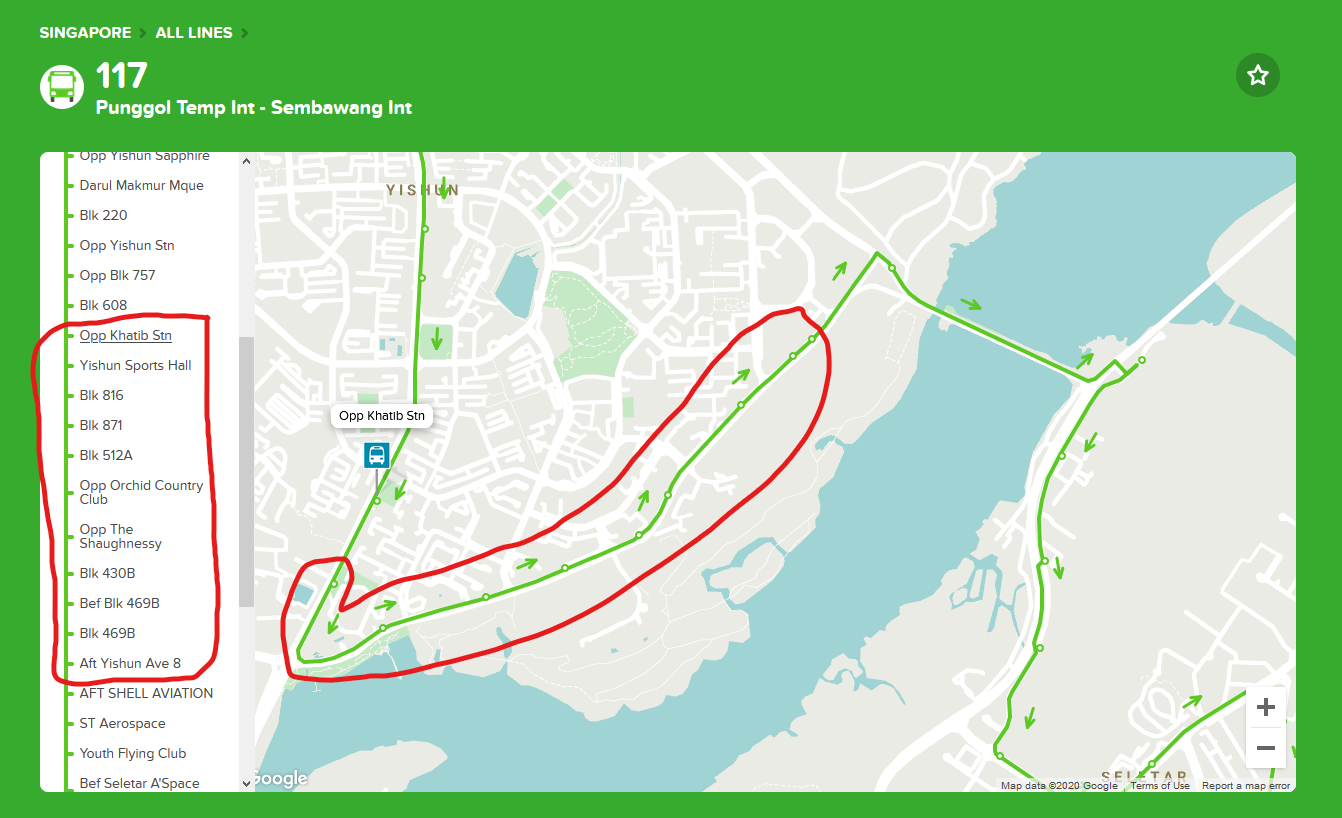 SINGAPORE > ALL LINES >
117
Punggol Temp Int - Sembawang Int
Opp Yishun Sapphire
Darul Makmur Mque
Blk 220
Opp Yishun Stn
Opp Blk 757
Blk 608
Opp Khatib Stn
Yishun Sports Hall
Blk 816
Blk 871
Blk 512A
Opp Orchid Country
Club
Opp The
Shaughnessy
Blk 430B
Bef Blk 469B
Blk 469B
Aft Yishun Ave 8
AFT SHELL AVIATION
ST Aerospace
Youth Flying Club
Bef Seletar A'Space
YISHUN
Opp Khatib Stn
SELETAR
Google
Map data ©2020 Google Terms of Use Report a map error